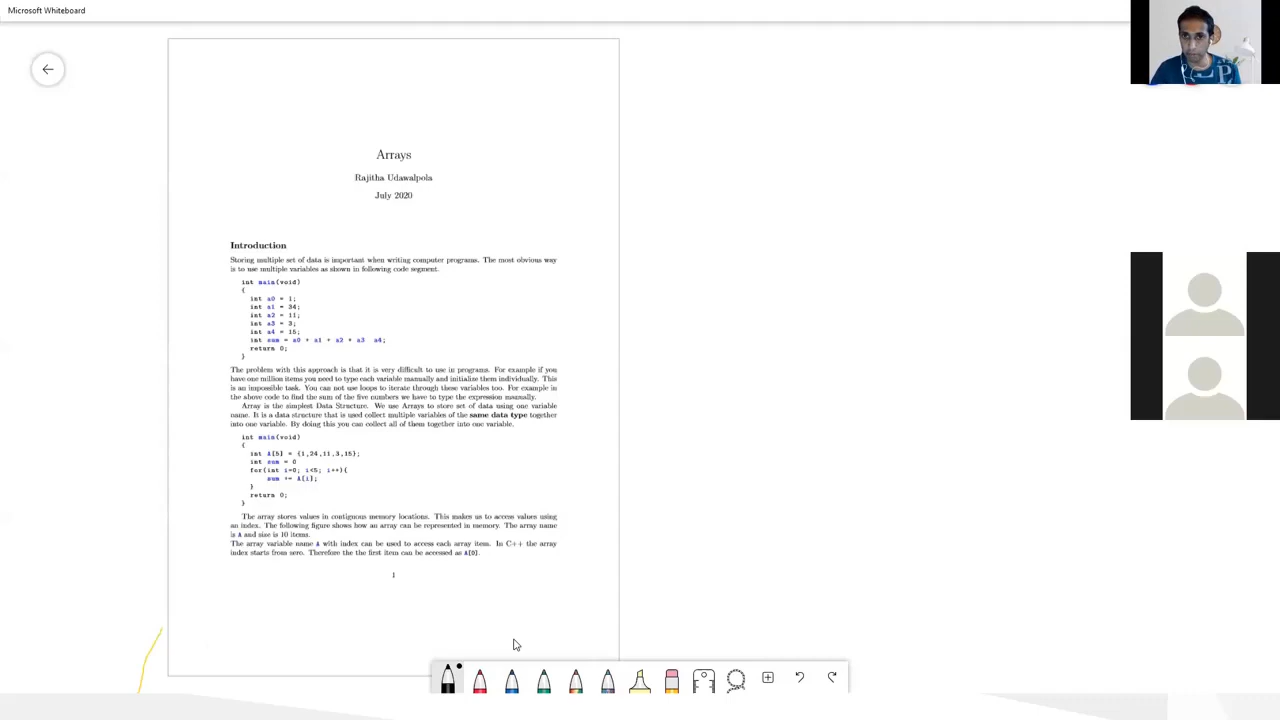 Microsoft Whiteboard
Arrays
Rajitha Udawalpola
July 2020
Introduction
Storing multiple set of data is important when writing computer programs. The most obvious way
is to use multiple variables as shown in following code segment.
int main(void)
{
int a0 = 1;
int a1 = 34;
int a2 = 11;
int a3 = 3;
int a4 = 15;
int sum = a0 + a1 + a2 + a3 a4;
return 0;
}
The problem with this approach is that it is very difficult to use in programs. For example if you
have one million items you need to type each variable manually and initialize them individually. This
is an impossible task. You can not use loops to iterate through these variables too. For example in
the above code to find the sum of the five numbers we have to type the expression manually.
Array is the simplest Data Structure. We use Arrays to store set of data using one variable
name. It is a data structure that is used collect multiple variables of the same data type together
into one variable. By doing this you can collect all of them together into one variable.
int main(void)
{
int A[5] = {1,24,11,3,15};
int sum = 0
for(int i=0; i<5; i++){
sum += A[i];
}
return 0;
}
The array stores values in contiguous memory locations. This makes us to access values using
an index. The following figure shows how an array can be represented in memory. The array name
is A and size is 10 items.
The array variable name A with index can be used to access each array item. In C++ the array
index starts from zero. Therefore the the first item can be accessed as A[0].
1